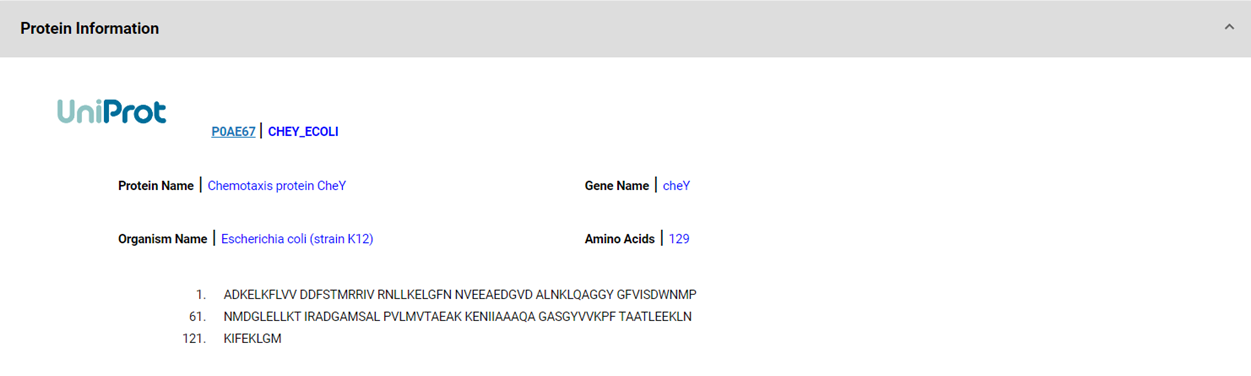 Protein Information
UniProt
P0AE67 | CHEY_ECOLI
Protein Name | Chemotaxis protein CheY
Gene Name | cheY
Organism Name | Escherichia coli (strain K12)
Amino Acids | 129
1. ADKELKFLVV DDFSTMRRIV RNLLKELGFN NVEEAEDGVD ALNKLQAGGY GFVISDWNMP
61. NMDGLELLKT IRADGAMSAL PVLMVTAEAK KENIIAAAQA GASGYVVKPF TAATLEEKLN
121. KIFEKLGM